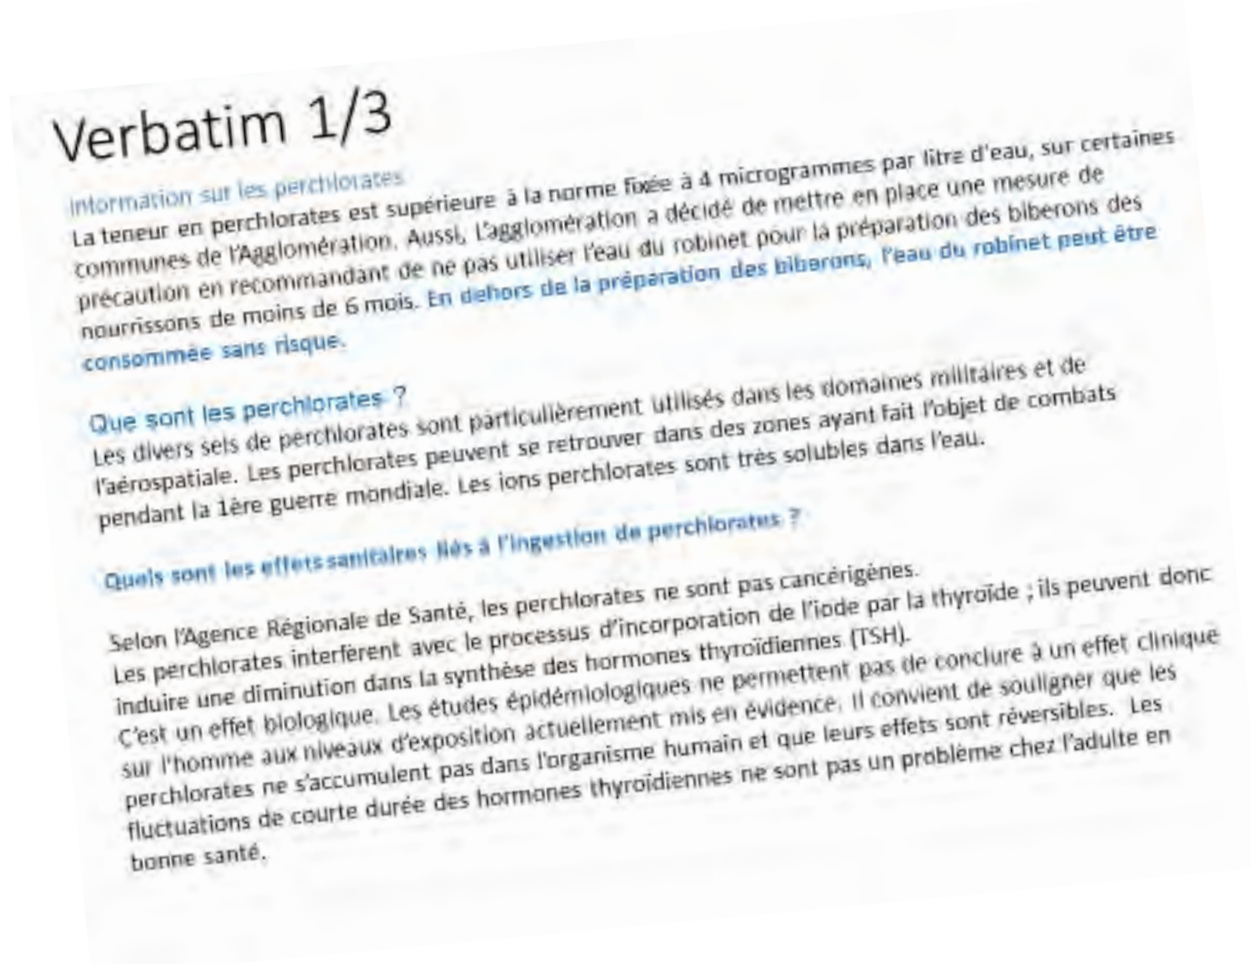 Verbatim 1/3
Information sur les perchlorates
La teneur en perchlorates est supérieure à la norme fixée à 4 microgrammes par litre d'eau, sur certaines
communes de l'Agglomération. Aussi, L'agglomération a décidé de mettre en place une mesure de
précaution en recommandant de ne pas utiliser l'eau du robinet pour la préparation des biberons des
nourrissons de moins de 6 mois. En dehors de la préparation des biberons, l'eau du robinet peut être
consommée sans risque.
Que sont les perchlorates ?
Les divers sels de perchlorates sont particulièrement utilisés dans les domaines militaires et de
l'aérospatiale. Les perchlorates peuvent se retrouver dans des zones ayant fait l'objet de combats
pendant la 1ère guerre mondiale. Les ions perchlorates sont très solubles dans l'eau.
Quels sont les effets sanitaires liés à l'ingestion de perchlorates ?
Selon l'Agence Régionale de Santé, les perchlorates ne sont pas cancérigènes.
Les perchlorates interfèrent avec le processus d'incorporation de l'iode par la thyroïde ; ils peuvent donc
induire une diminution dans la synthèse des hormones thyroïdiennes (TSH).
C'est un effet biologique. Les études épidémiologiques ne permettent pas de conclure à un effet clinique
sur l'homme aux niveaux d'exposition actuellement mis en évidence. Il convient de souligner que les
perchlorates ne s'accumulent pas dans l'organisme humain et que leurs effets sont réversibles. Les
fluctuations de courte durée des hormones thyroïdiennes ne sont pas un problème chez l'adulte en
bonne santé.